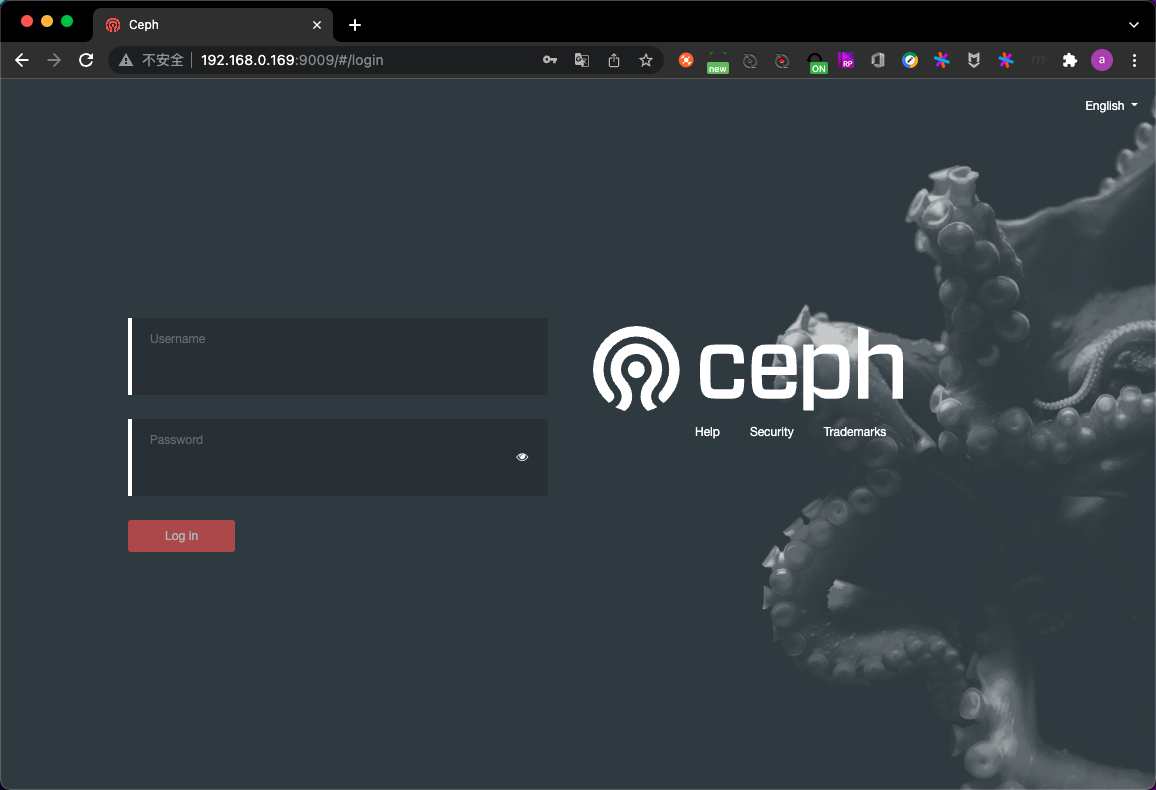 Ceph
不安全 192.168.0.169:9009/#/login
new
ON
RP
a
English
Username
ceph
Password
Help Security Trademarks
Log in